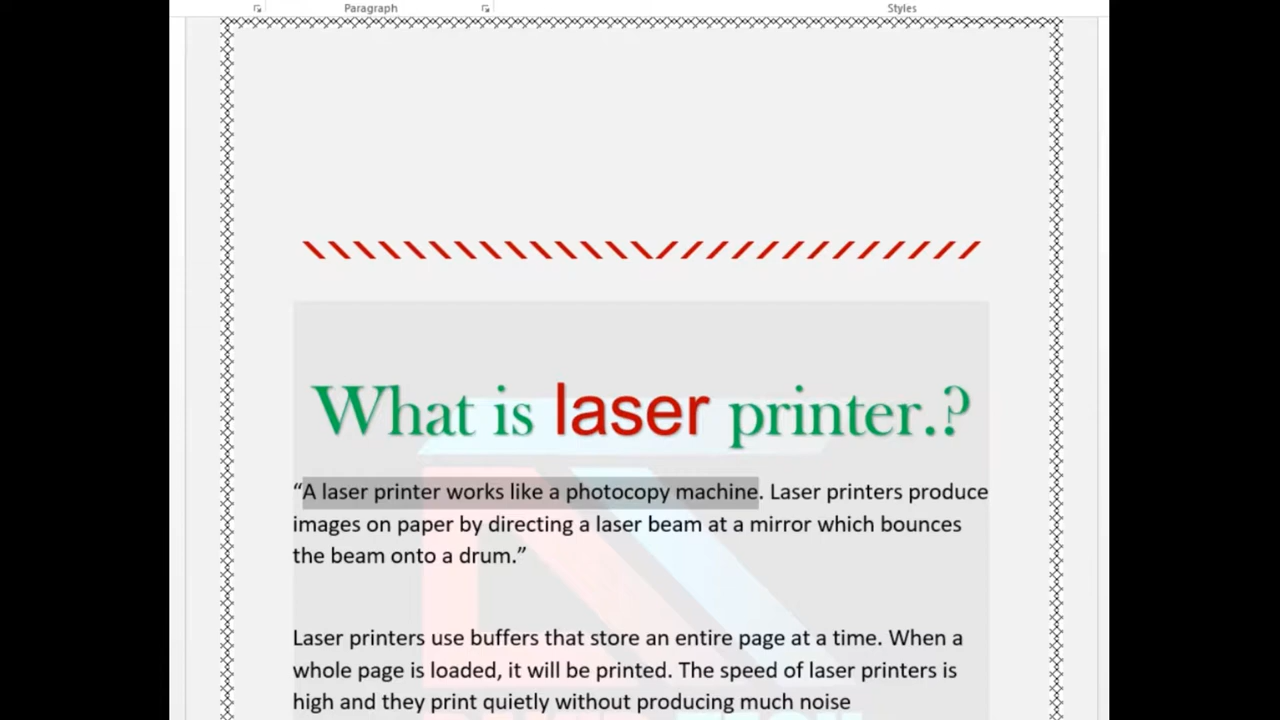 Paragraph
Styles
What is laser printer.?
“A laser printer works like a photocopy machine. Laser printers produce
images on paper by directing a laser beam at a mirror which bounces
the beam onto a drum.”
Laser printers use buffers that store an entire page at a time. When a
whole page is loaded, it will be printed. The speed of laser printers is
high and they print quietly without producing much noise